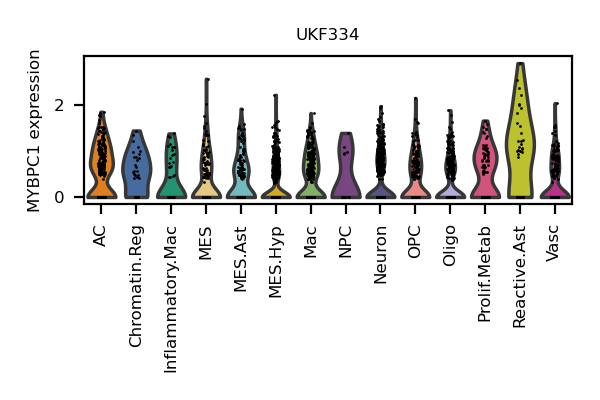 UKF334
MYBPC1 expression
2
0
AC
Chromatin.Reg
Inflammatory.Mac
MES
MES.Ast
MES.Hyp
Mac
NPC
Neuron
OPC
Oligo
Prolif.Metab
Reactive.Ast
Vasc